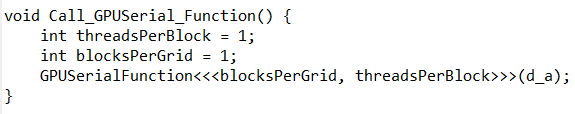 void Call_GPUSerial_Function() {
    int threadsPerBlock = 1;
    int blocksPerGrid = 1;
    GPUSerialFunction<<<blocksPerGrid, threadsPerBlock>>>(d_a);
}